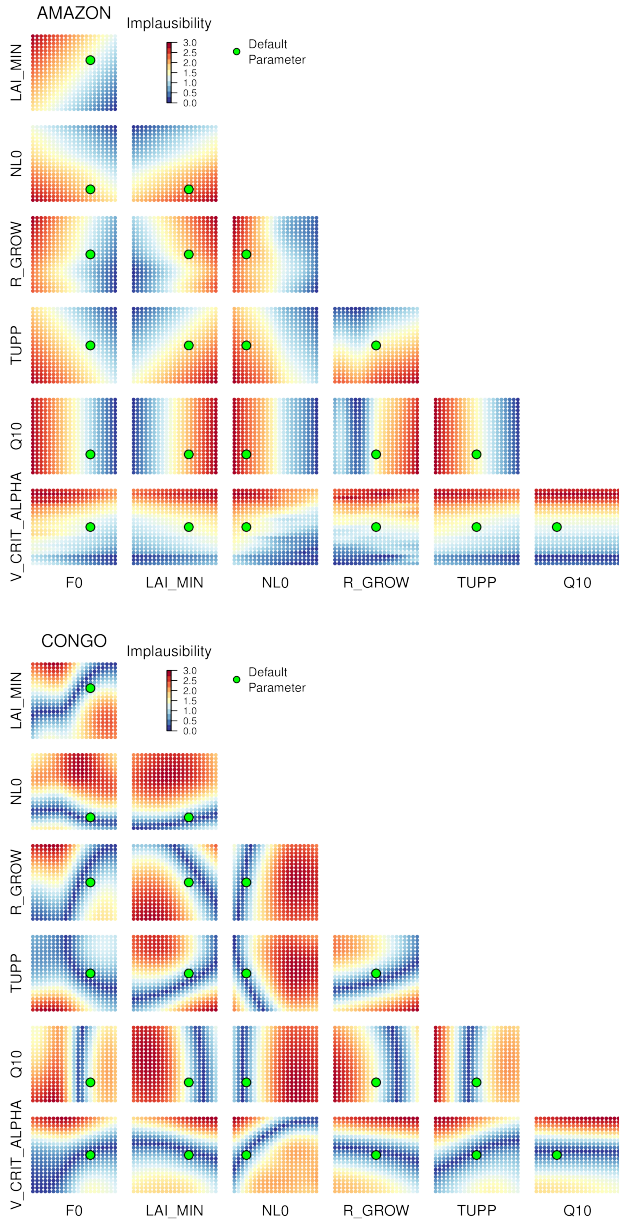 AMAZON
Implausibility
3.0
2.5
2.0
1.5
1.0
0.5
0.0
Default
Parameter
LAI_MIN
NL0
R_GROW
TUPP
Q10
V_CRIT_ALPHA
F0
LAI_MIN
NL0
R_GROW
TUPP
Q10
CONGO
Implausibility
3.0
2.5
2.0
1.5
1.0
0.5
0.0
Default
Parameter
LAI_MIN
NL0
R_GROW
TUPP
Q10
V_CRIT_ALPHA
F0
LAI_MIN
NL0
R_GROW
TUPP
Q10